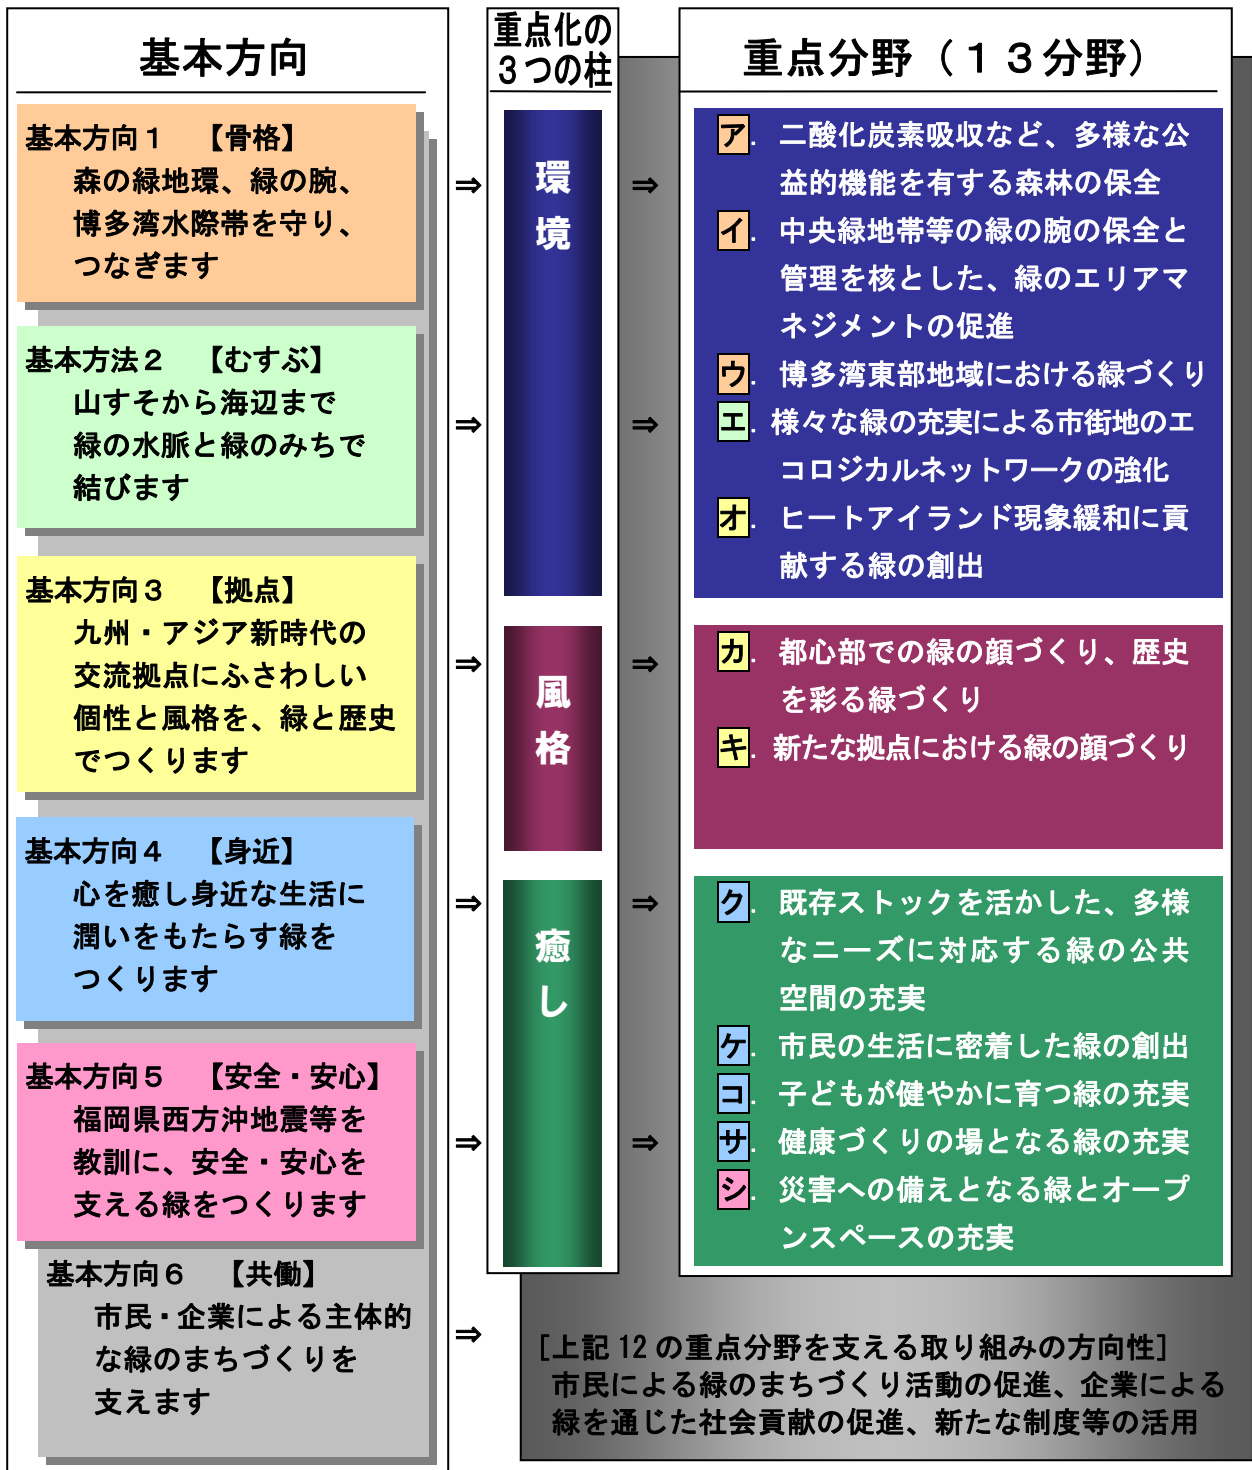 基本方向
基本方向１　【骨格】
森の緑地環、緑の腕、
博多湾水際帯を守り、
つなぎます
基本方法２　【むすぶ】
山すそから海辺まで
緑の水脈と緑のみちで
結びます
基本方向３　【拠点】
九州・アジア新時代の
交流拠点にふさわしい
個性と風格を、緑と歴史
でつくります
基本方向４　【身近】
心を癒し身近な生活に
潤いをもたらす緑を
つくります
基本方向５　【安全・安心】
福岡県西方沖地震等を
教訓に、安全・安心を
支える緑をつくります
基本方向６　【共働】
市民・企業による主体的
な緑のまちづくりを
支えます
⇒
⇒
⇒
⇒
⇒
⇒
重点化の
３つの柱
環境
風格
癒し
⇒
⇒
⇒
⇒
⇒
重点分野（１３分野）
ア．二酸化炭素吸収など、多様な公
益的機能を有する森林の保全
イ．中央緑地帯等の緑の腕の保全と
管理を核とした、緑のエリアマ
ネジメントの促進
ウ．博多湾東部地域における緑づくり
エ．様々な緑の充実による市街地のエ
コロジカルネットワークの強化
オ．ヒートアイランド現象緩和に貢
献する緑の創出
カ．都心部での緑の顔づくり、歴史
を彩る緑づくり
キ．新たな拠点における緑の顔づくり
ク．既存ストックを活かした、多様
なニーズに対応する緑の公共
空間の充実
ケ．市民の生活に密着した緑の創出
コ．子どもが健やかに育つ緑の充実
サ．健康づくりの場となる緑の充実
シ．災害への備えとなる緑とオープ
ンスペースの充実
[上記 12 の重点分野を支える取り組みの方向性]
市民による緑のまちづくり活動の促進、企業による
緑を通じた社会貢献の促進、新たな制度等の活用